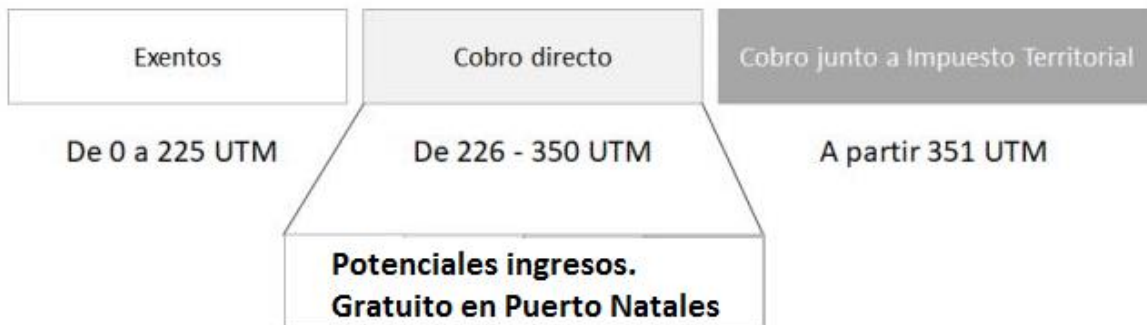 Exentos
Cobro directo
Cobro junto a Impuesto Territorial
De 0 a 225 UTM
De 226 - 350 UTM
A partir 351 UTM
Potenciales ingresos.
Gratuito en Puerto Natales